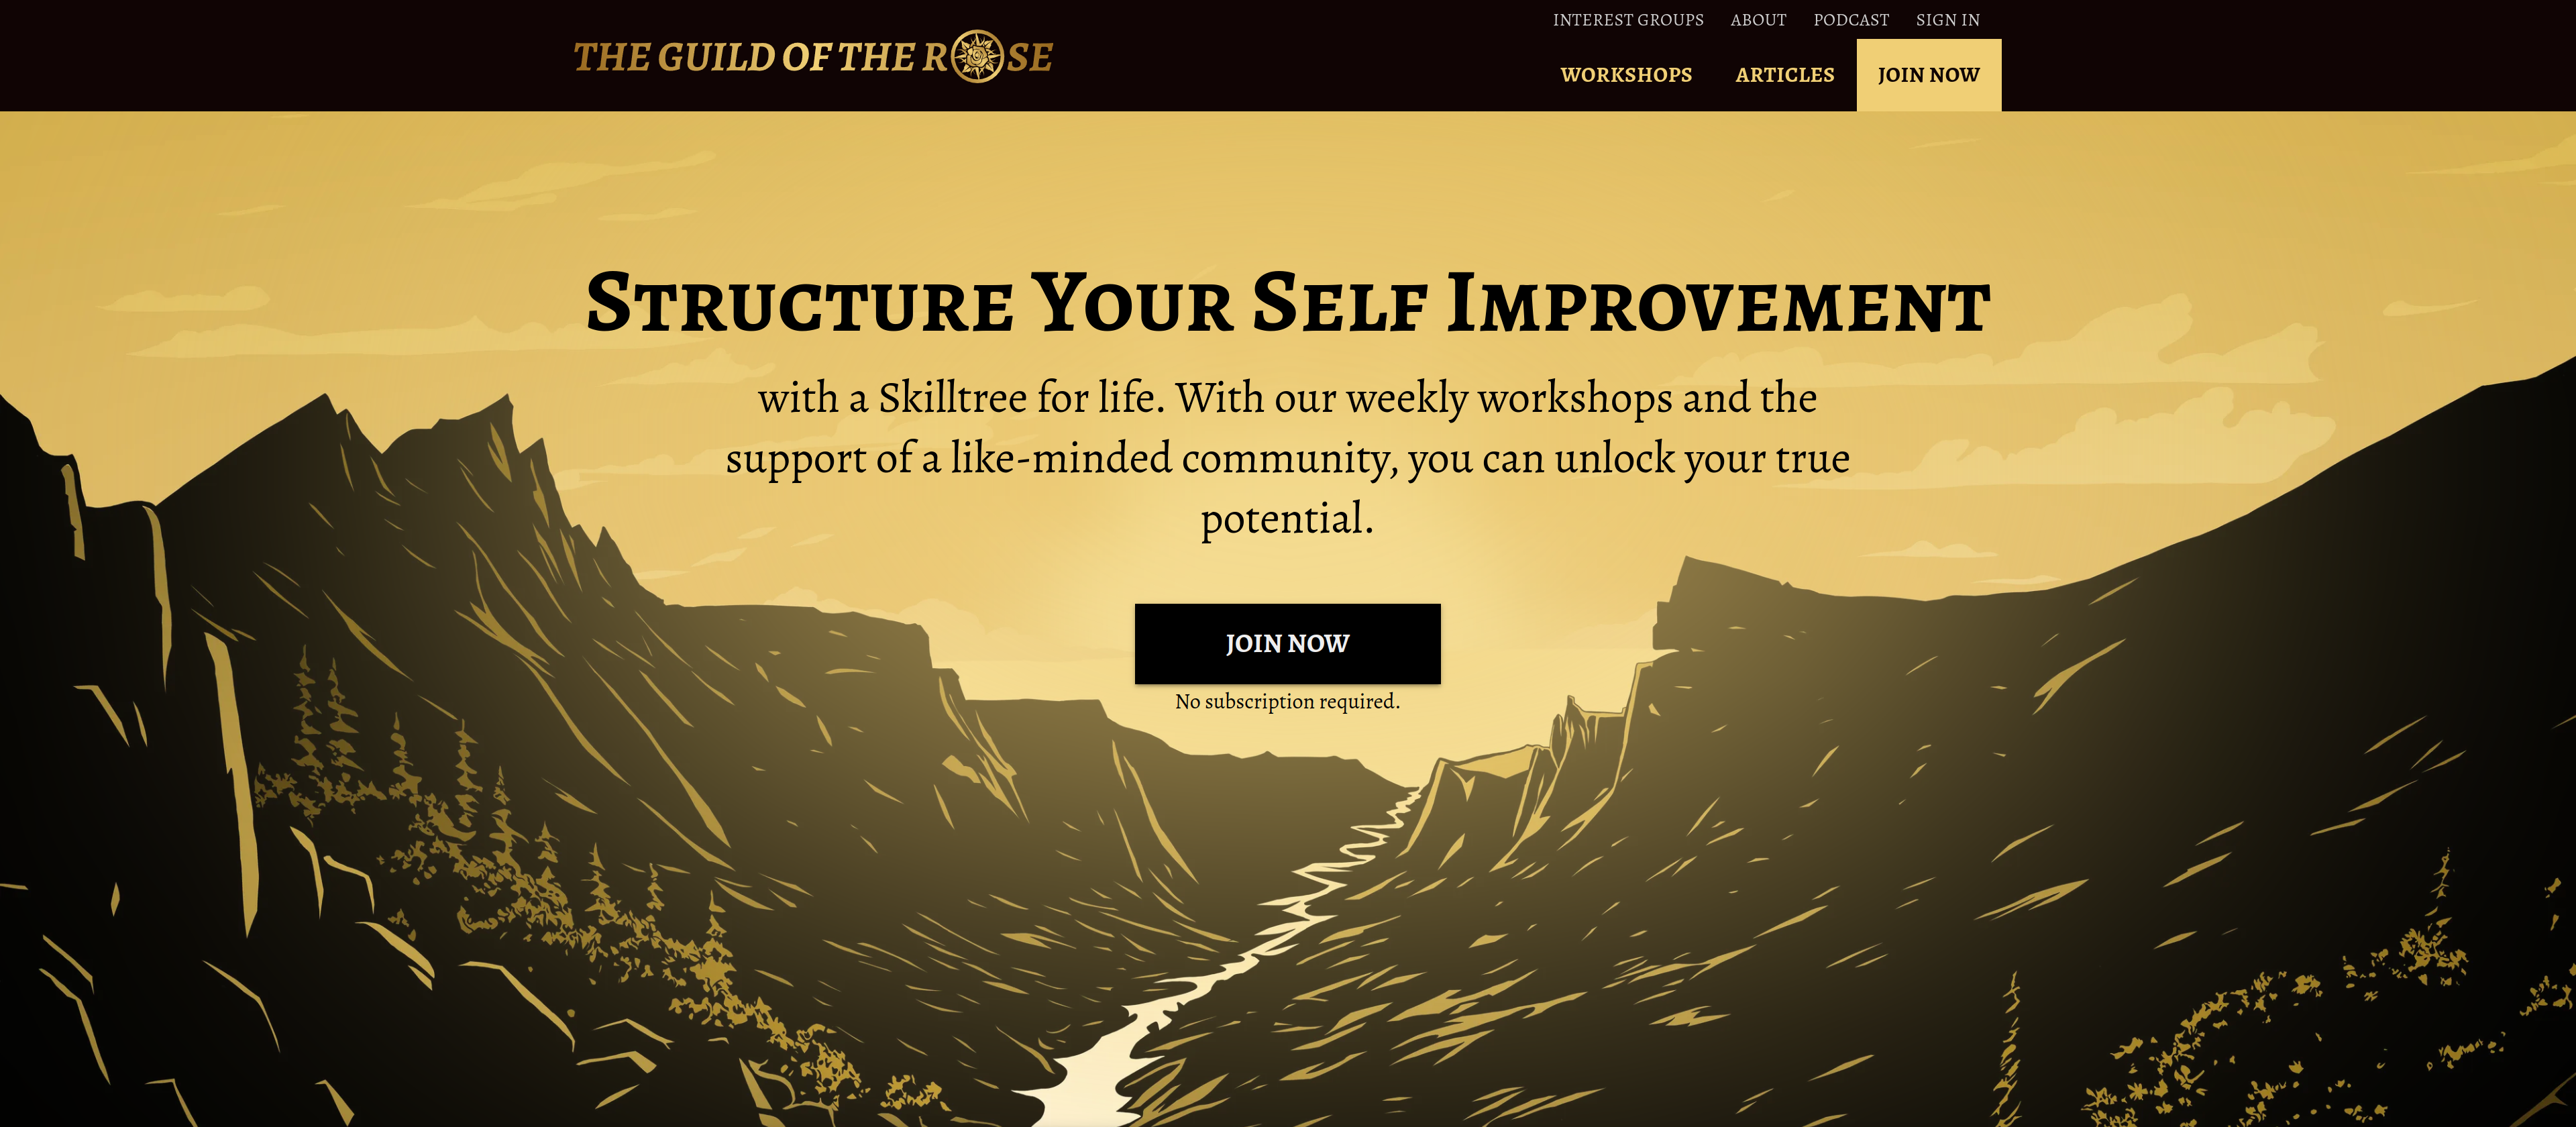 INTEREST GROUPS ABOUT PODCAST SIGN IN
THE GUILD OF THE ROSE
WORKSHOPS ARTICLES JOIN NOW
Structure Your Self Improvement
with a Skilltree for life. With our weekly workshops and the
support of a like-minded community, you can unlock your true
potential.
JOIN NOW
No subscription required.